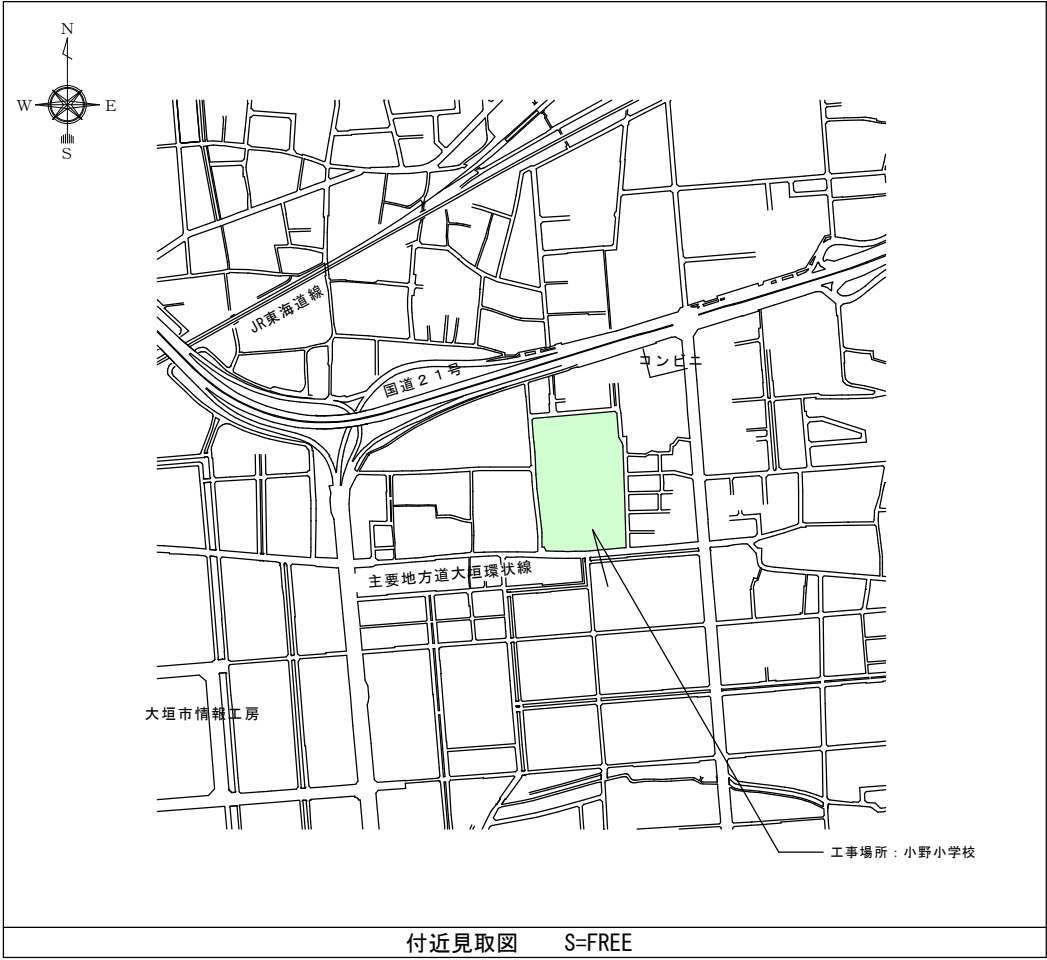 N
W E
S
JR東海道線
国道２１号
コンビニ
主要地方道大垣環状線
大垣市情報工房
工事場所：小野小学校
付近見取図 S=FREE